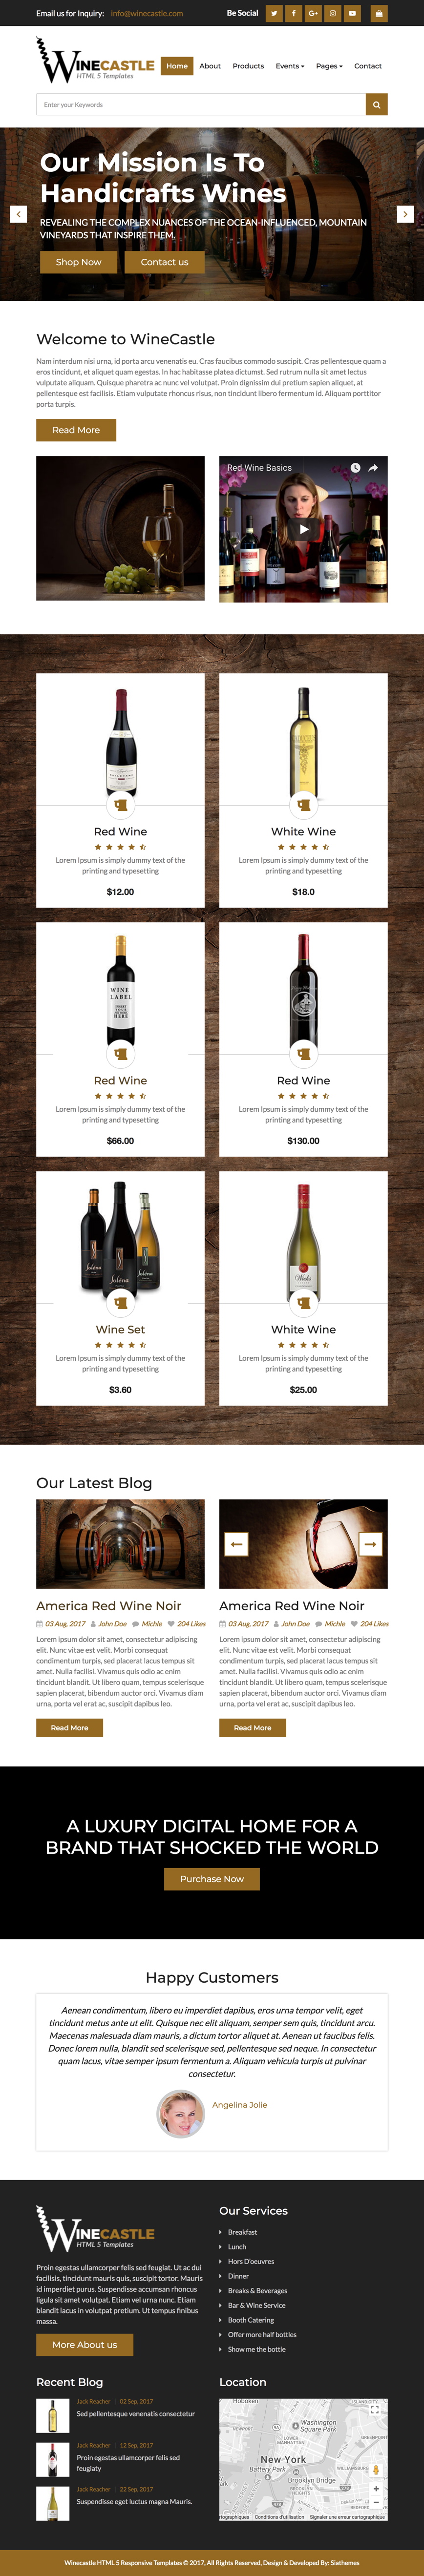 Email us for Inquiry: info@winecastle.com
Be Social
WINECASTLE
HTML 5 Templates
Home
About
Products
Events
Pages
Contact
Enter your Keywords
Our Mission Is To
Handicrafts Wines
REVEALING THE COMPLEX NUANCES OF THE OCEAN-INFLUENCED, MOUNTAIN
VINEYARDS THAT INSPIRE THEM.
Shop Now
Contact us
Welcome to WineCastle
Nam interdum nisi urna, id porta arcu venenatis eu. Cras faucibus commodo suscipit. Cras pellentesque quam a
eros tincidunt, et aliquet quam egestas. In hac habitasse platea dictumst. Sed rutrum nulla sit amet lectus
vulputate aliquam. Quisque pharetra ac nunc vel volutpat. Proin dignissim dui pretium sapien aliquet, at
pellentesque est facilisis. Etiam vulputate rhoncus risus, non tincidunt libero fermentum id. Aliquam porttitor
porta turpis.
Read More
Red Wine Basics
Red Wine
Lorem Ipsum is simply dummy text of the
printing and typesetting
$12.00
White Wine
Lorem Ipsum is simply dummy text of the
printing and typesetting
$18.0
WINE
LABEL
Red Wine
Lorem Ipsum is simply dummy text of the
printing and typesetting
$66.00
Red Wine
Lorem Ipsum is simply dummy text of the
printing and typesetting
$130.00
Wine Set
Lorem Ipsum is simply dummy text of the
printing and typesetting
$3.60
White Wine
Lorem Ipsum is simply dummy text of the
printing and typesetting
$25.00
Our Latest Blog
America Red Wine Noir
03 Aug, 2017 John Doe Michle 204 Likes
Lorem ipsum dolor sit amet, consectetur adipiscing
elit. Nunc vitae est velit. Morbi consequat
condimentum turpis, sed placerat lacus tempus sit
amet. Nulla facilisi. Vivamus quis odio ac enim
tincidunt blandit. Ut libero quam, tempus scelerisque
sapien placerat, bibendum auctor orci. Vivamus diam
urna, porta vel erat ac, suscipit dapibus leo.
Read More
America Red Wine Noir
03 Aug, 2017 John Doe Michle 204 Likes
Lorem ipsum dolor sit amet, consectetur adipiscing
elit. Nunc vitae est velit. Morbi consequat
condimentum turpis, sed placerat lacus tempus sit
amet. Nulla facilisi. Vivamus quis odio ac enim
tincidunt blandit. Ut libero quam, tempus scelerisque
sapien placerat, bibendum auctor orci. Vivamus diam
urna, porta vel erat ac, suscipit dapibus leo.
Read More
A LUXURY DIGITAL HOME FOR A
BRAND THAT SHOCKED THE WORLD
Purchase Now
Happy Customers
Aenean condimentum, libero eu imperdiet dapibus, eros urna tempor velit, eget
tincidunt metus ante ut elit. Quisque nec elit aliquam, semper sem quis, tincidunt arcu.
Maecenas malesuada diam mauris, a dictum tortor aliquet at. Aenean ut faucibus felis.
Donec lorem nulla, blandit sed scelerisque sed, pellentesque sed neque. In consectetur
quam lacus, vitae semper ipsum fermentum a. Aliquam vehicula turpis ut pulvinar
consectetur.
Angelina Jolie
WINECASTLE
HTML 5 Templates
Proin egestas ullamcorper felis sed feugiat. Ut ac dui
facilisis, tincidunt mauris quis, suscipit tortor. Mauris
id imperdiet purus. Suspendisse accumsan rhoncus
ligula sit amet volutpat. Etiam vel urna nunc. Etiam
blandit lacus in volutpat pretium. Ut tempus finibus
massa.
More About us
Our Services
Breakfast
Lunch
Hors D'oeuvres
Dinner
Breaks & Beverages
Bar & Wine Service
Booth Catering
Offer more half bottles
Show me the bottle
Recent Blog
Jack Reacher 02 Sep, 2017
Sed pellentesque venenatis consectetur
Jack Reacher 12 Sep, 2017
Proin egestas ullamcorper felis sed
feugiaty
Jack Reacher 22 Sep, 2017
Suspendisse eget luctus magna Mauris.
Location
Hoboken
Washington
Square Park
LOWER
MANHATTAN
New York
Battery Park
Brooklyn Bridge
BROOKLYN
HEIGHTS
Conditions d'utilisation
Signaler une erreur cartographique
Winecastle HTML 5 Responsive Templates © 2017, All Rights Reserved, Design & Developed By: Slathemes